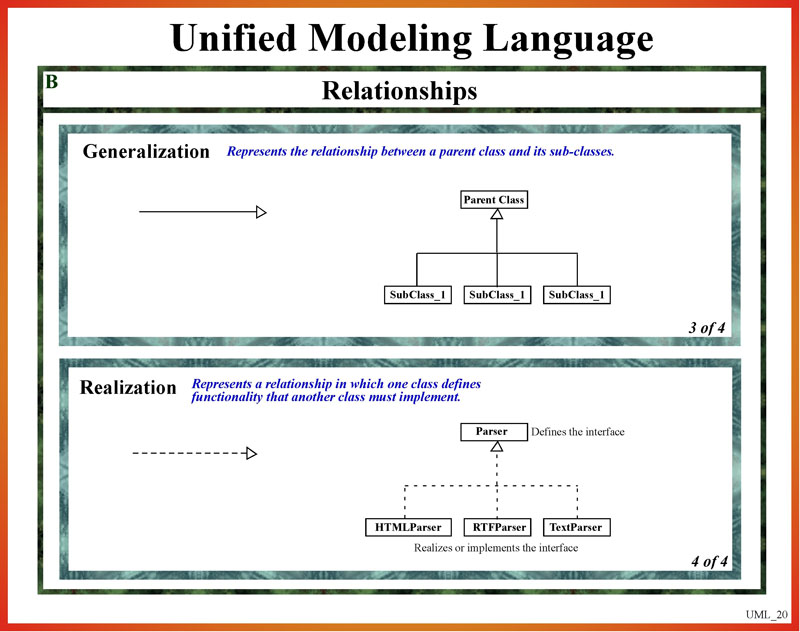 Unified Modeling Language
B
Relationships
Generalization
Represents the relationship between a parent class and its sub-classes.
Parent Class
SubClass_1
SubClass_1
SubClass_1
3 of 4
Realization
Represents a relationship in which one class defines
functionality that another class must implement.
Parser
Defines the interface
HTMLParser
RTFParser
TextParser
Realizes or implements the interface
4 of 4
UML_20